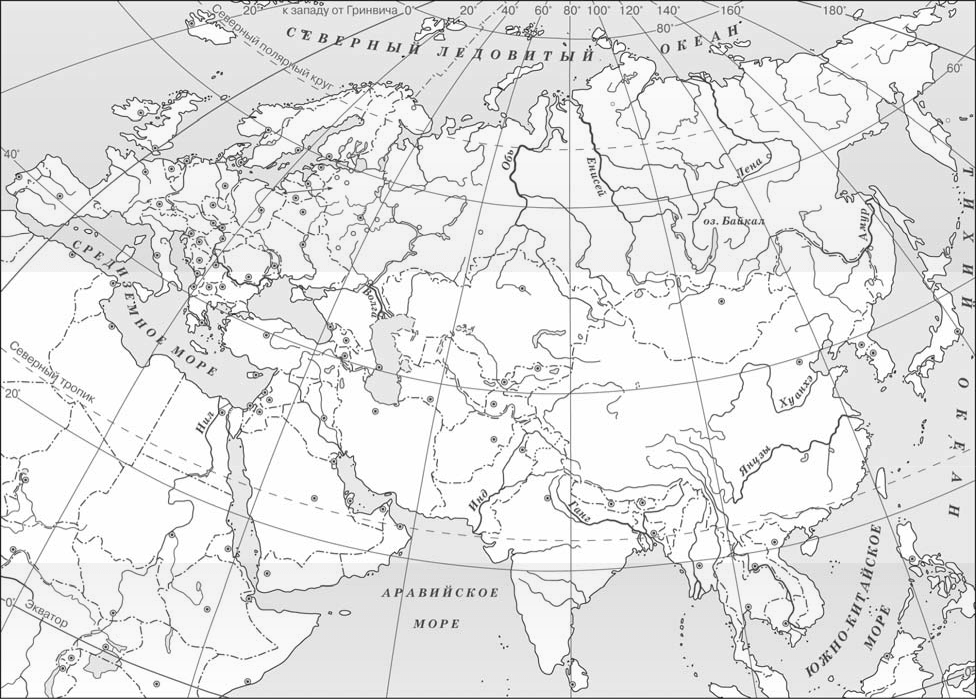 20° к западу от Гринвича 0° 20° 40° 60° 80° 100° 120° 140° 160° 180°
СЕВЕРНЫЙ ЛЕДОВИТЫЙ ОКЕАН
80°
Северный полярный круг
60°
40°
Обь
Енисей
Лена
оз. Байкал
Амур
ТИХИЙ ОКЕАН
СРЕДИЗЕМНОЕ МОРЕ
Волга
Северный тропик
20°
Нил
Хуанхэ
Янцзы
Инд
Ганг
АРАВИЙСКОЕ
МОРЕ
ЮЖНО-КИТАЙСКОЕ
МОРЕ
0°
Экватор